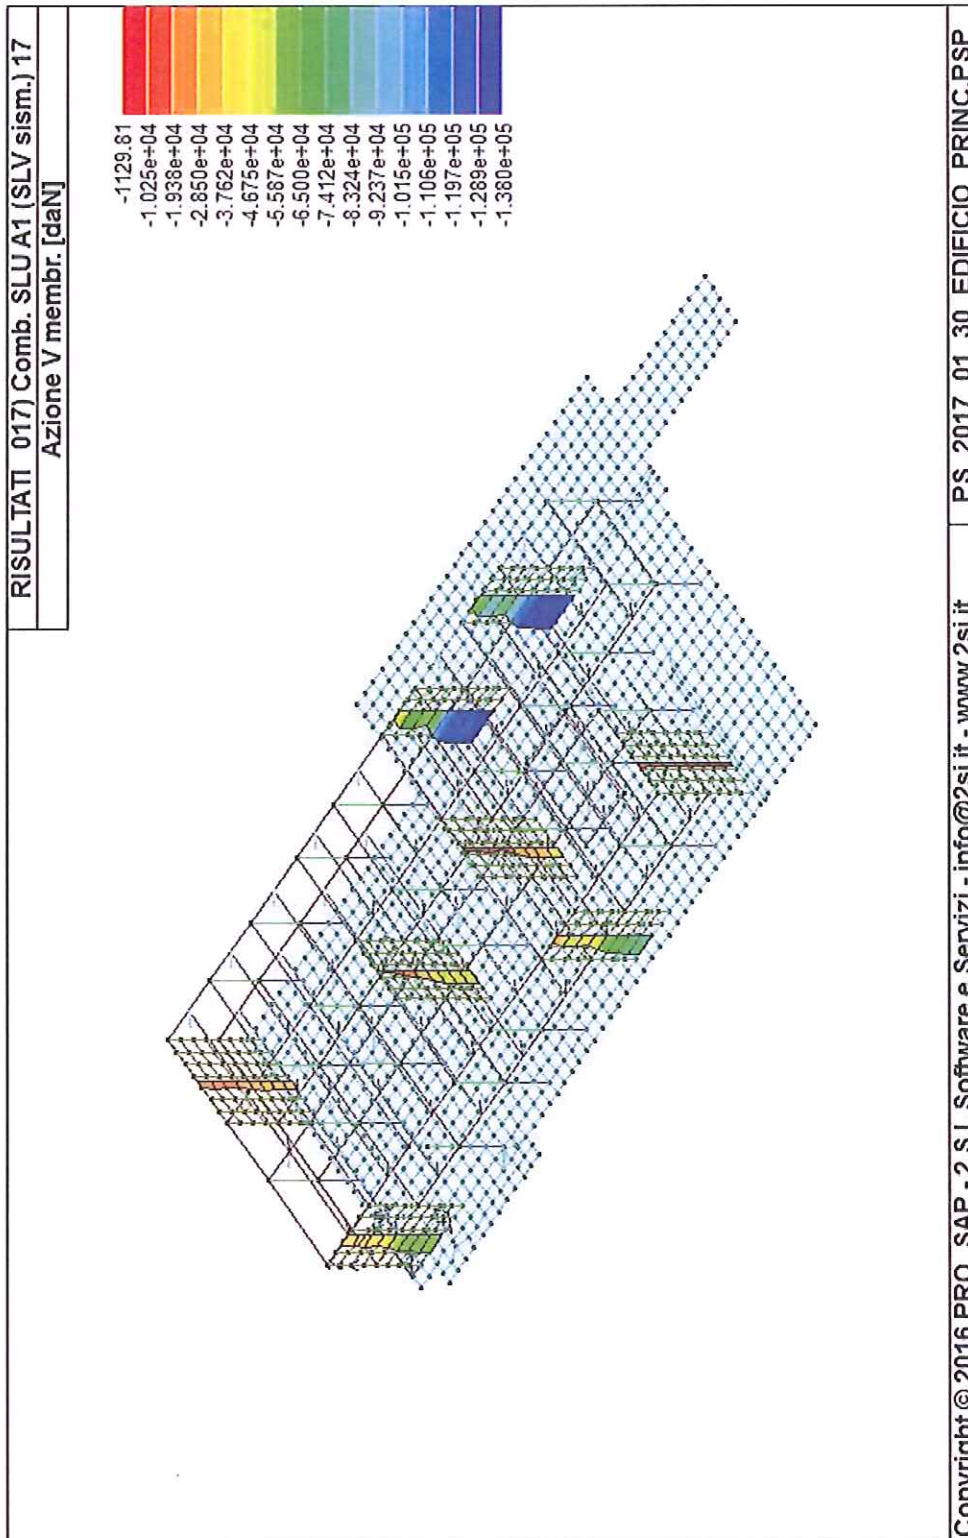 RISULTATI 017) Comb. SLU A1 (SLV sism.) 17
Azione V membr. [daN]
-1129.81
-1.025e+04
-1.938e+04
-2.850e+04
-3.762e+04
-4.675e+04
-5.587e+04
-6.500e+04
-7.412e+04
-8.324e+04
-9.237e+04
-1.015e+05
-1.106e+05
-1.197e+05
-1.289e+05
-1.380e+05
Copyright © 2016 PRO_SAP - 2 S.I. Software e Servizi - info@2si.it - www.2si.it
PS_2017_01_30_EDIFICIO_PRINC.PSP